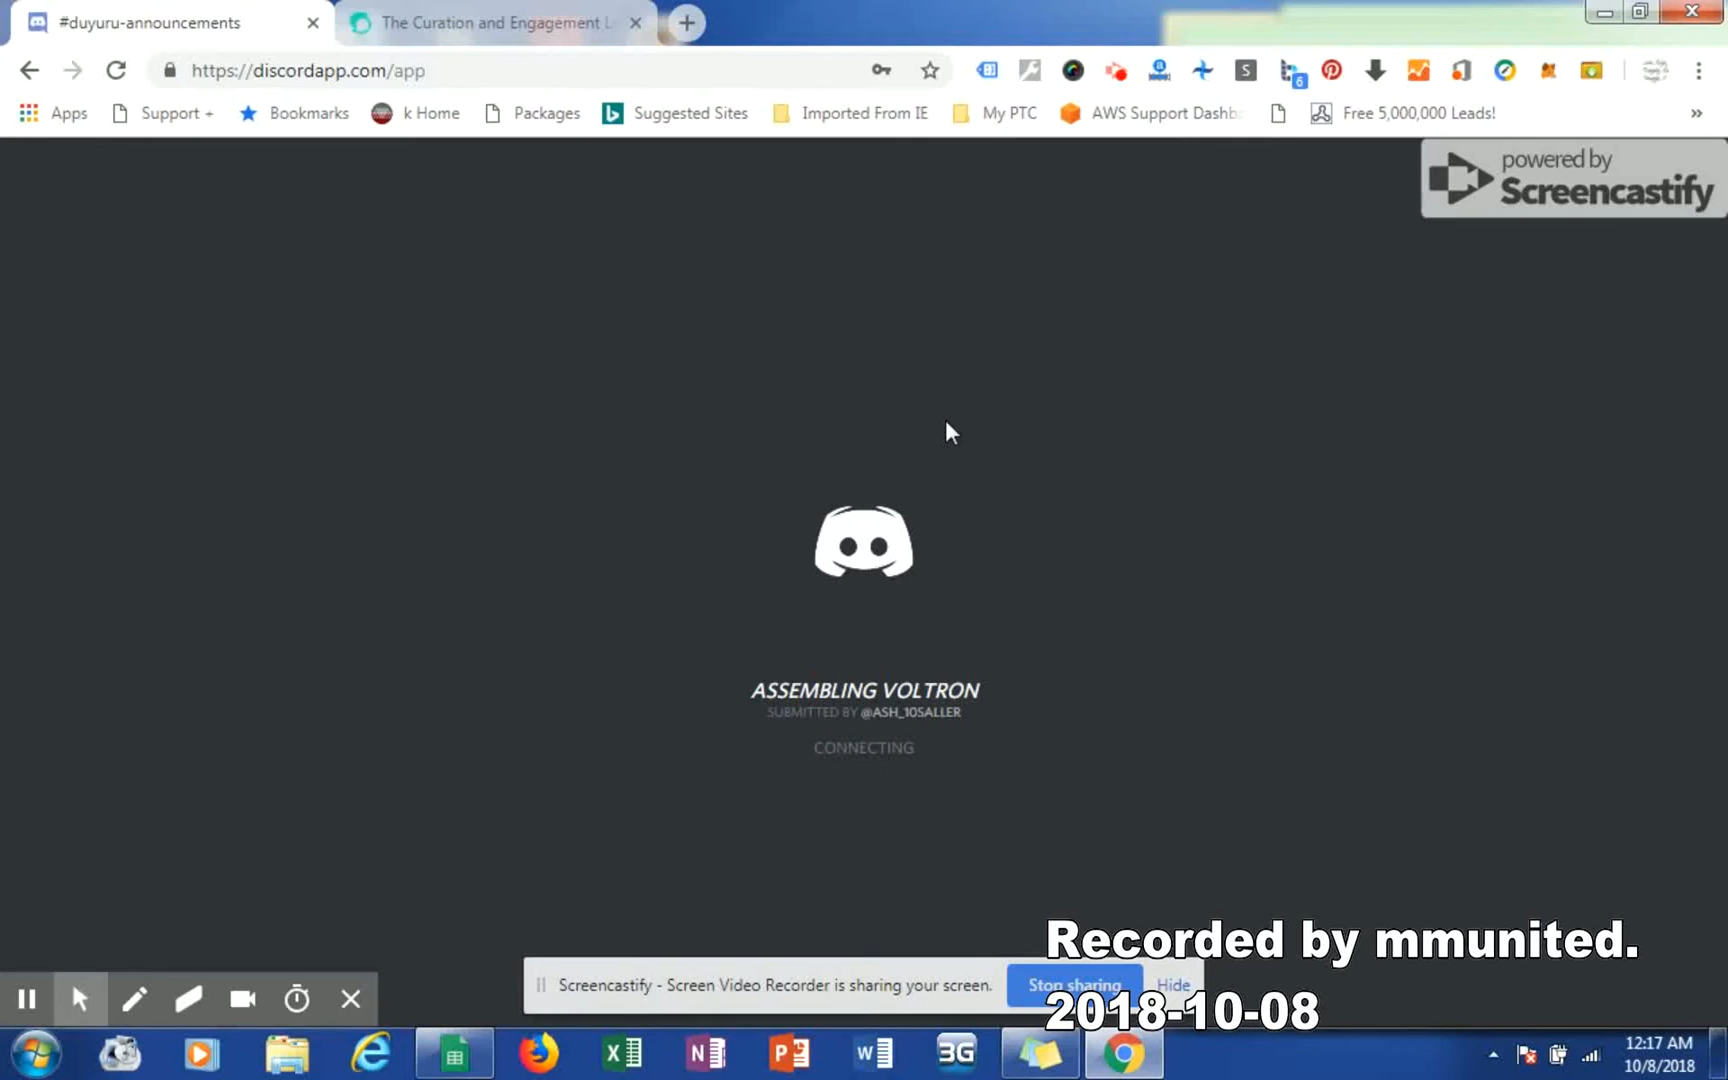 #duyuru-announcements
The Curation and Engagement L
https://discordapp.com/app
Apps
Support +
Bookmarks
k Home
Packages
Suggested Sites
Imported From IE
My PTC
AWS Support Dashb
Free 5,000,000 Leads!
»
powered by
Screencastify
ASSEMBLING VOLTRON
SUBMITTED BY @ASH_10SALLER
CONNECTING
Recorded by mmunited.
Screencastify - Screen Video Recorder is sharing your screen.
Stop sharing
Hide
2018-10-08
3G
12:17 AM
10/8/2018